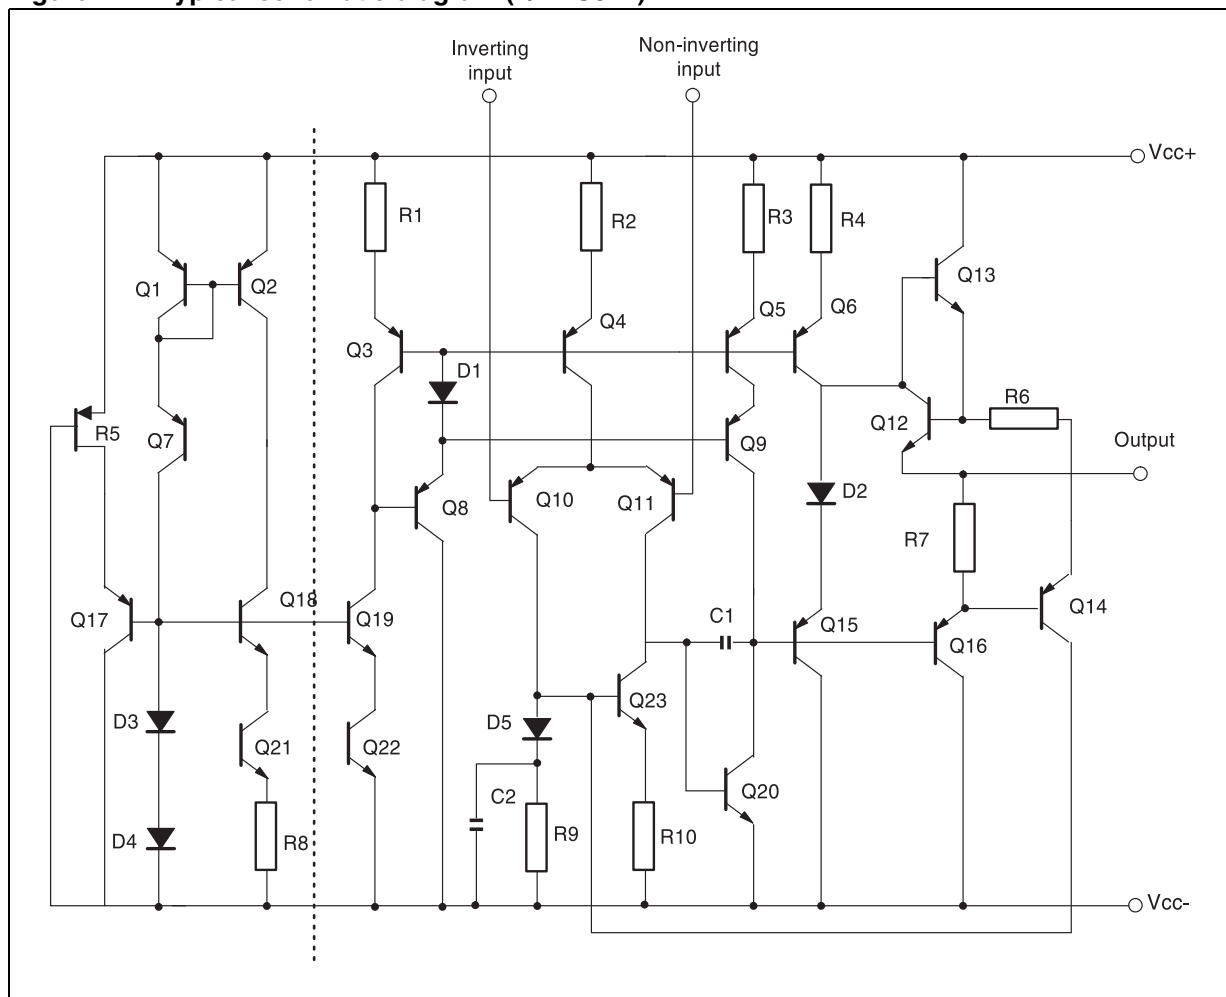 Inverting
input
Non-inverting
input
Vcc+
R1
R2
R3
R4
Q1
Q2
Q13
Q3
Q4
Q5
Q6
D1
R5
Q7
Q12
R6
Q9
Output
Q8
Q10
Q11
D2
R7
Q17
Q18
Q19
C1
Q15
Q16
Q14
D3
Q21
Q22
D5
Q23
C2
Q20
D4
R8
R9
R10
Vcc-